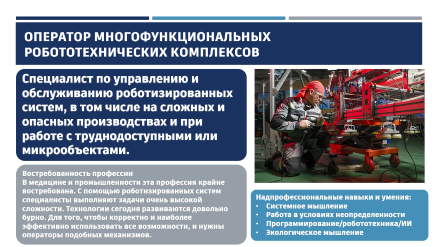 ОПЕРАТОР МНОГОФУНКЦИОНАЛЬНЫХ
РОБОТОТЕХНИЧЕСКИХ КОМПЛЕКСОВ
Специалист по управлению и
обслуживанию роботизированных
систем, в том числе на сложных и
опасных производствах и при
работе с труднодоступными или
микрообъектами.
Востребованность профессии
В медицине и промышленности эта профессия крайне
востребована. С помощью роботизированных систем
специалисты выполняют задачи очень высокой
сложности. Технологии сегодня развиваются довольно
бурно. Для того, чтобы корректно и наиболее
эффективно использовать все возможности, и нужны
операторы подобных механизмов.
Надпрофессиональные навыки и умения:
• Системное мышление
• Работа в условиях неопределенности
• Программирование/робототехника/ИИ
• Экологическое мышление